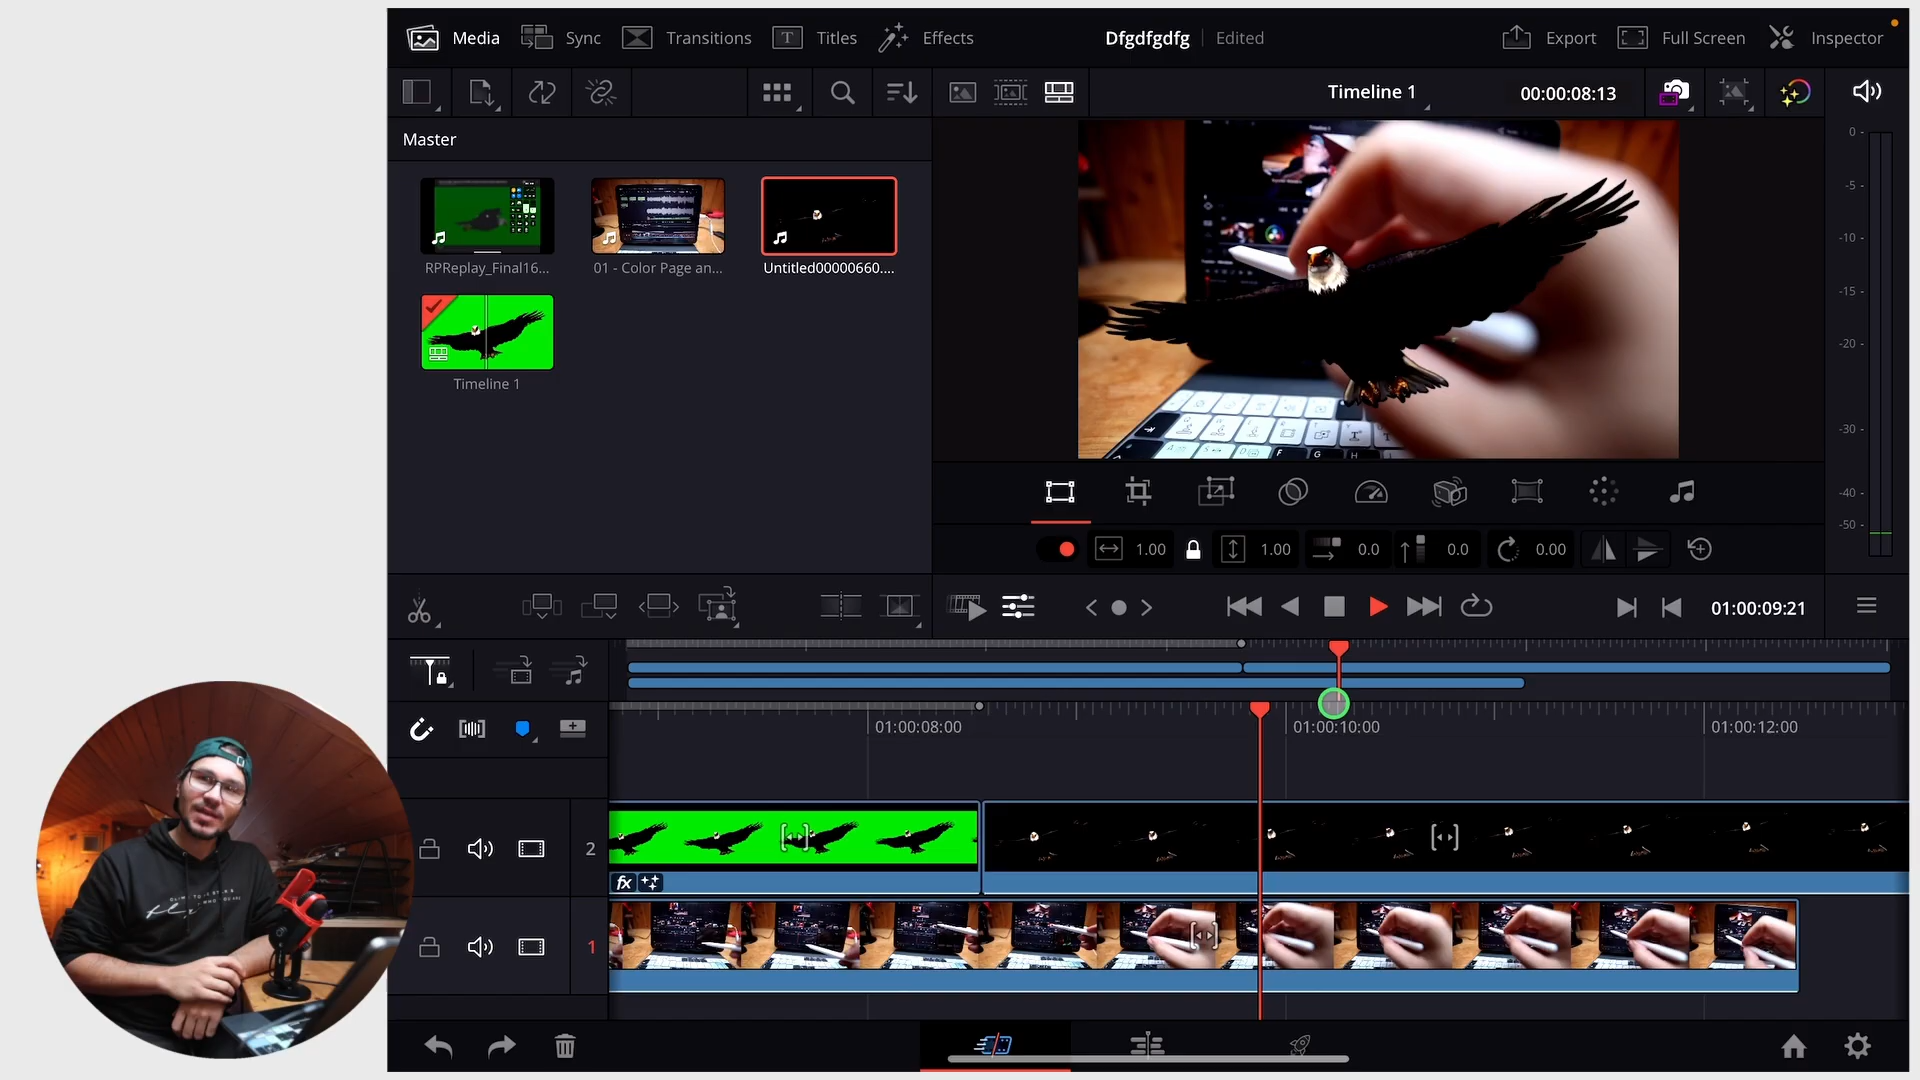 Media
Sync
Transitions
Titles
Effects
Dfgdfgdfg
Edited
Export
Full Screen
Inspector
Timeline 1
00:00:08:13
Master
RPReplay_Final16...
01 - Color Page an...
Untitled00000660....
Timeline 1
0
-5
-10
-15
-20
-30
-40
-50
1.00
1.00
0.0
0.0
0.00
01:00:09:21
01:00:08:00
01:00:10:00
01:00:12:00
2
fx
1